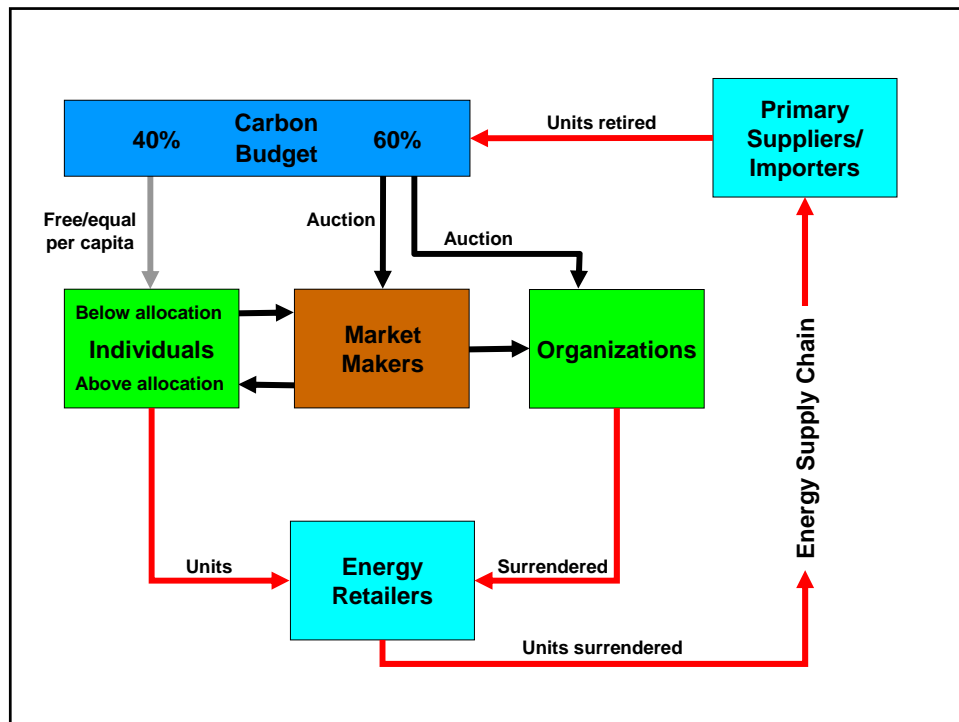 40%
Carbon
Budget
60%
Units retired
Primary
Suppliers/
Importers
Free/equal
per capita
Auction
Auction
Below allocation
Individuals
Above allocation
Market
Makers
Organizations
Energy Supply Chain
Units
Energy
Retailers
Surrendered
Units surrendered